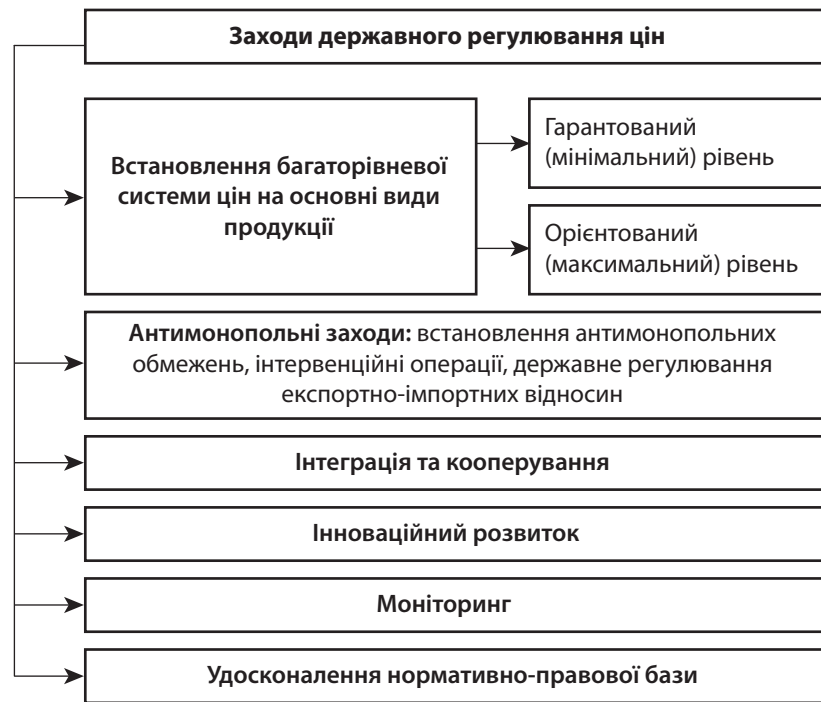 Заходи державного регулювання цін
Встановлення багаторівневої
системи цін на основні види
продукції
Гарантований
(мінімальний) рівень
Орієнтований
(максимальний) рівень
Антимонопольні заходи: встановлення антимонопольних
обмежень, інтервенційні операції, державне регулювання
експортно-імпортних відносин
Інтеграція та кооперування
Інноваційний розвиток
Моніторинг
Удосконалення нормативно-правової бази